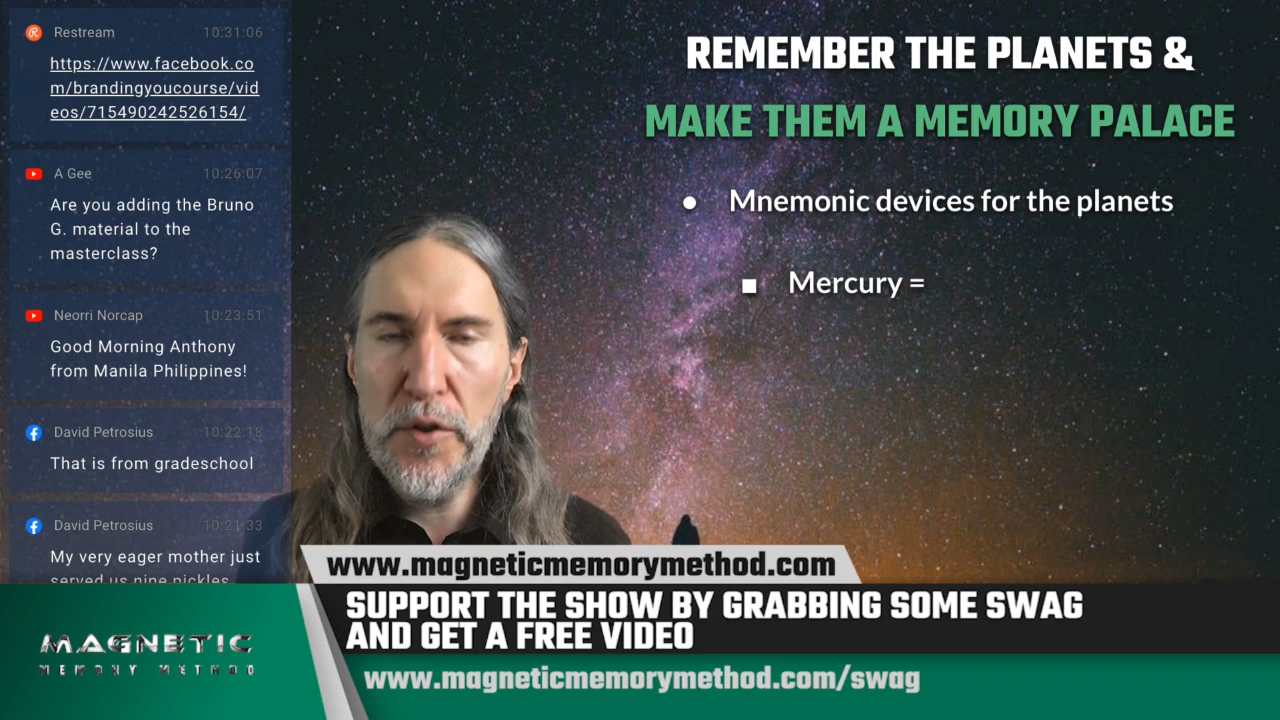 Restream 10:31:06
https://www.facebook.co
m/brandingyoucourse/vid
eos/715490242526154/
A Gee 10:26:07
Are you adding the Bruno
G. material to the
masterclass?
Neorri Norcap 10:23:51
Good Morning Anthony
from Manila Philippines!
David Petrosius 10:22:18
That is from gradeschool
David Petrosius 10:21:33
My very eager mother just
served us nine pickles
REMEMBER THE PLANETS &
MAKE THEM A MEMORY PALACE
● Mnemonic devices for the planets
■ Mercury =
www.magneticmemorymethod.com
SUPPORT THE SHOW BY GRABBING SOME SWAG
AND GET A FREE VIDEO
www.magneticmemorymethod.com/swag
MAGNETIC
MEMORY METHOD